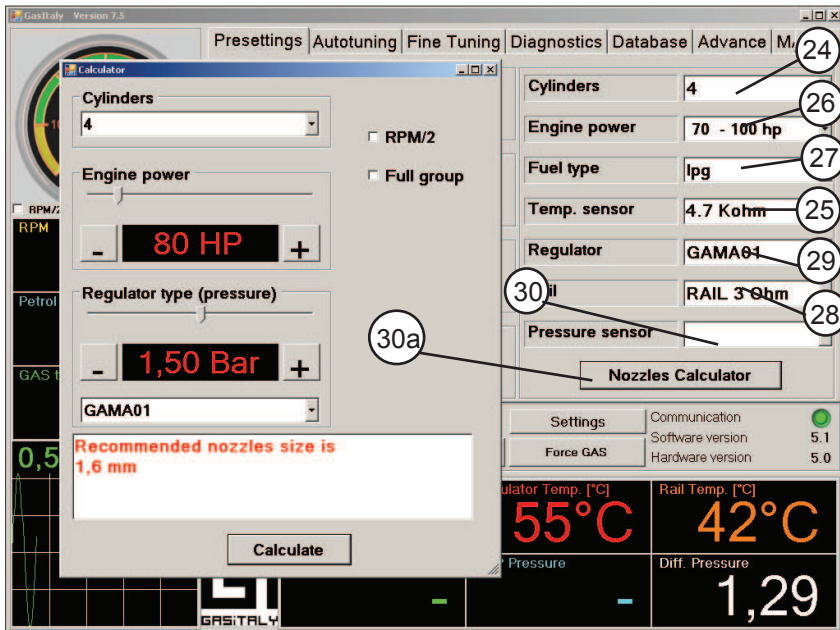 GasItaly Version 7.5
Presettings Autotuning Fine Tuning Diagnostics Database Advance
Calculator
Cylinders
4
RPM/2
Full group
Engine power
- 80 HP +
Regulator type (pressure)
- 1,50 Bar +
GAMA01
Recommended nozzles size is
1,6 mm
Calculate
RPM/2
RPM
Petrol
GAS
0,5
Cylinders 4
24
Engine power 70 - 100 hp
26
Fuel type lpg
27
Temp. sensor 4.7 Kohm
25
Regulator GAMA01
29
RAIL 3 Ohm
28
30
Pressure sensor
30a
Nozzles Calculator
Settings
Force GAS
Communication
Software version 5.1
Hardware version 5.0
Temp. [°C]
55°C
Rail Temp. [°C]
42°C
Pressure
-
-
Diff. Pressure
1,29
GASiTALY